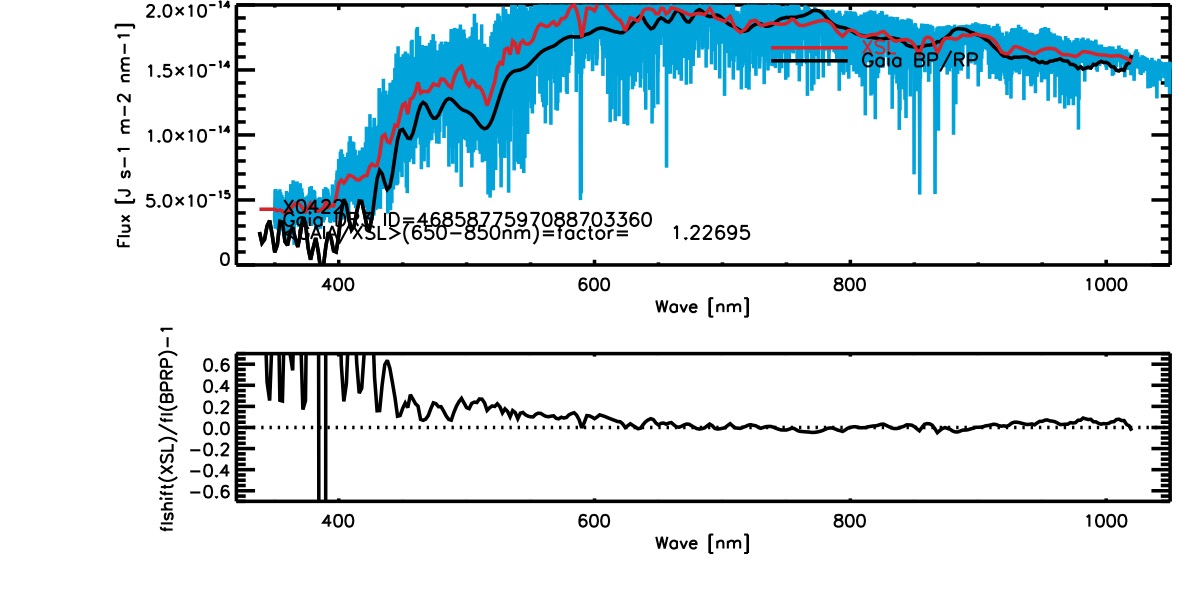 2.0×10−14
1.5×10−14
1.0×10−14
5.0×10−15
0
Flux [J s−1 m−2 nm−1]
XSL
Gaia BP/RP
X0422
Gaia DR3 ID=4685877597088703360
<GAIA/XSL>(650−850nm)=factor= 1.22695
400 600 800 1000
Wave [nm]
0.6
0.4
0.2
0.0
−0.2
−0.4
−0.6
flshift(XSL)/fl(BPRP)−1
400 600 800 1000
Wave [nm]